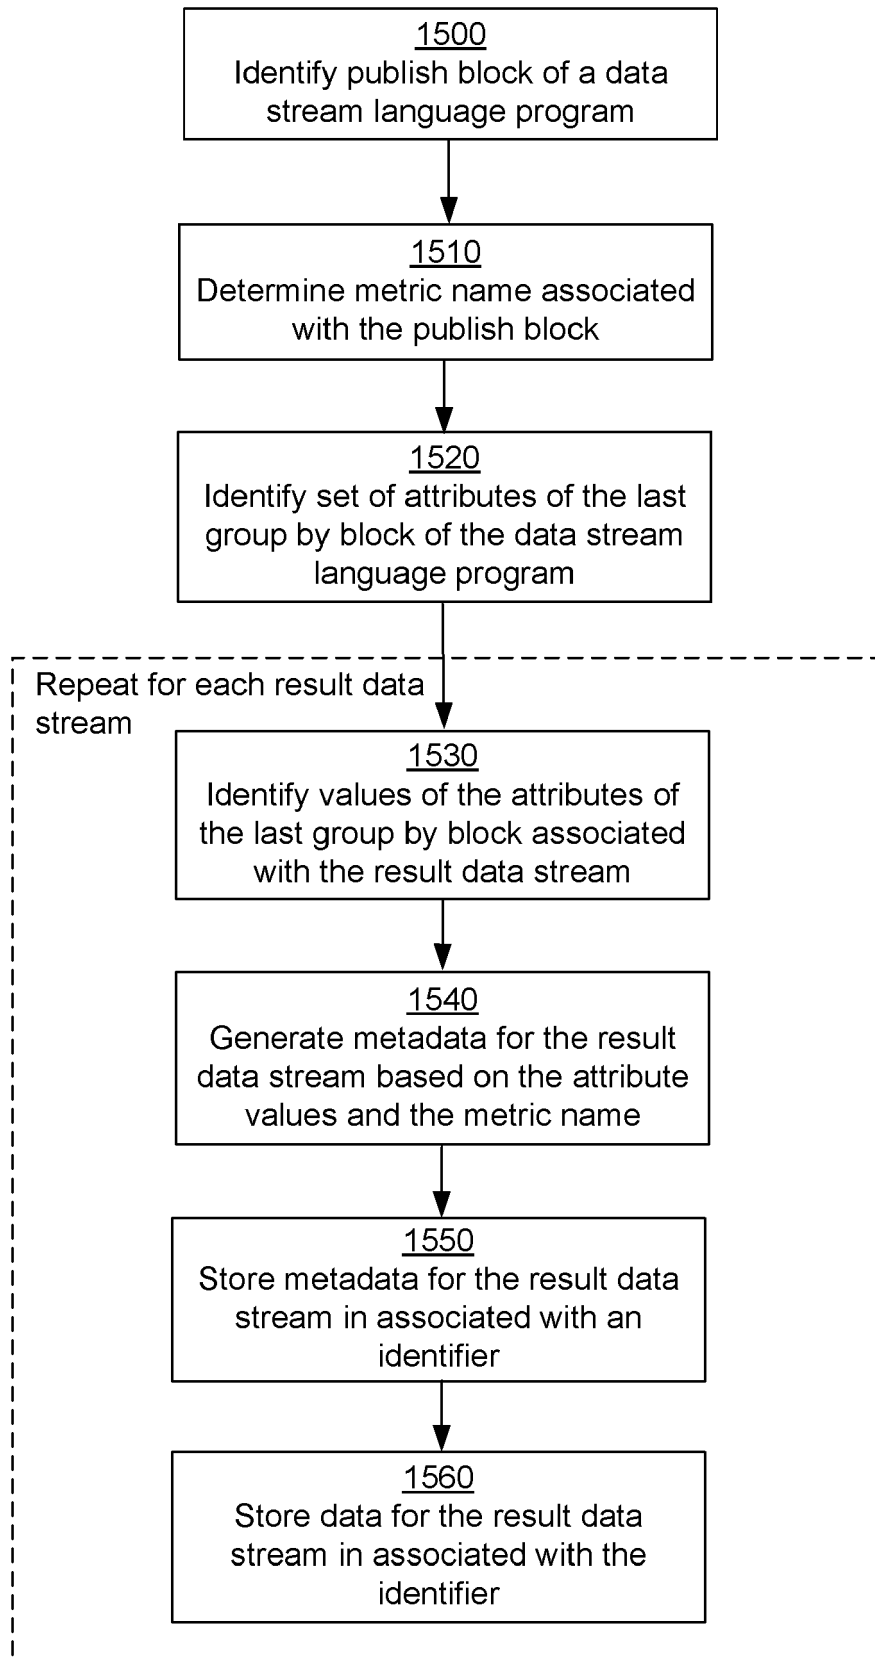 1500
Identify publish block of a data
stream language program
1510
Determine metric name associated
with the publish block
1520
Identify set of attributes of the last
group by block of the data stream
language program
Repeat for each result data
stream
1530
Identify values of the attributes of
the last group by block associated
with the result data stream
1540
Generate metadata for the result
data stream based on the attribute
values and the metric name
1550
Store metadata for the result data
stream in associated with an
identifier
1560
Store data for the result data
stream in associated with the
identifier